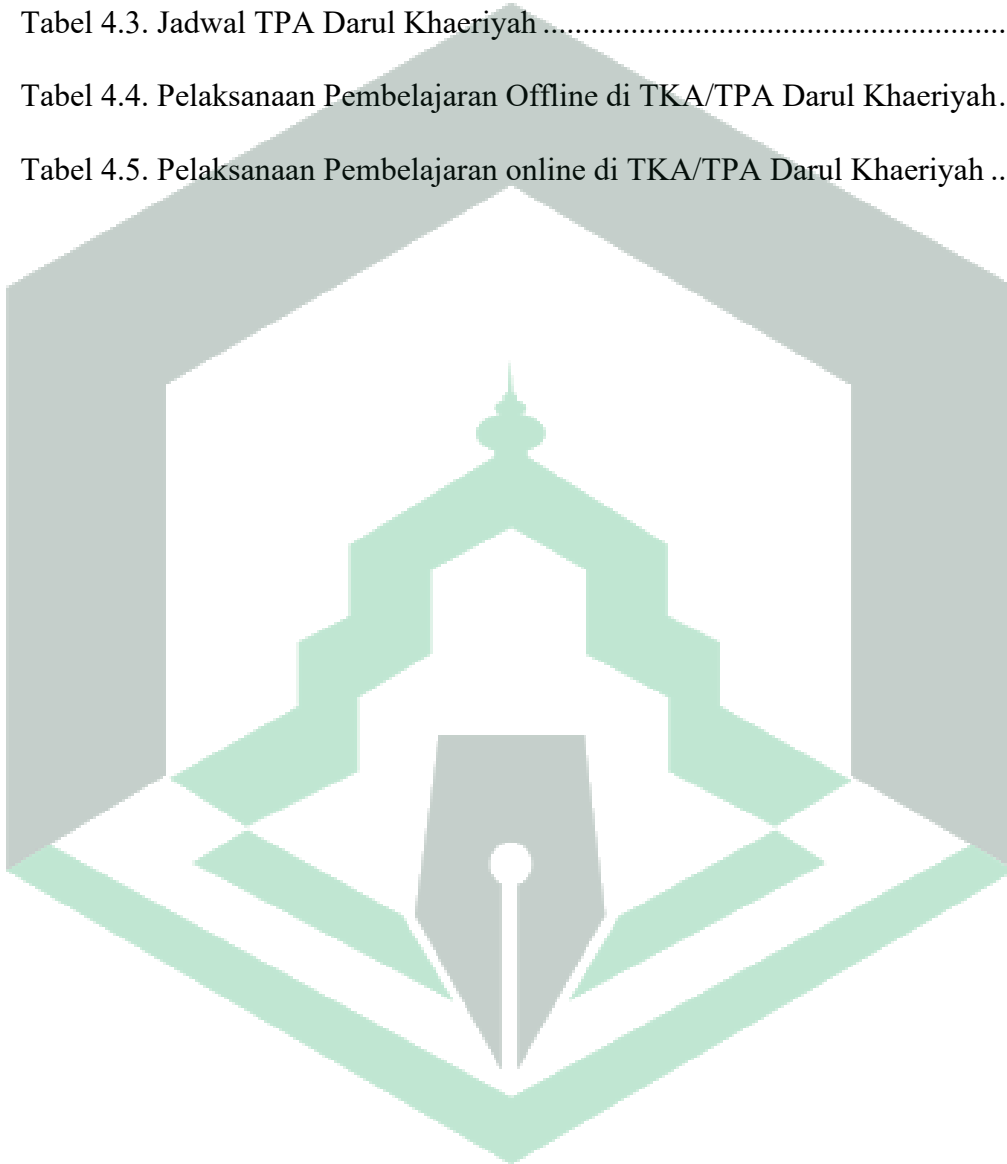 Tabel 4.3. Jadwal TPA Darul Khaeriyah ..........................................................
Tabel 4.4. Pelaksanaan Pembelajaran Offline di TKA/TPA Darul Khaeriyah.
Tabel 4.5. Pelaksanaan Pembelajaran online di TKA/TPA Darul Khaeriyah ..